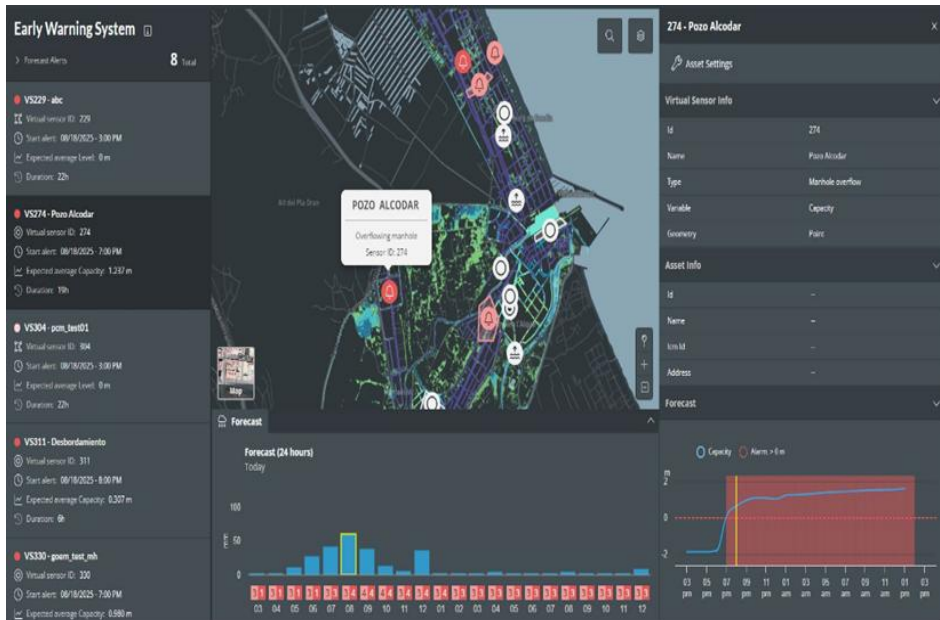 Early Warning System
Forecast Alerts
8 Total
VS229 - abc
Virtual sensor ID: 229
Start alert: 08/18/2025 - 3:00 PM
Expected average Level: 0 m
Duration: 22h
VS274 - Pozo Alcodar
Virtual sensor ID: 274
Start alert: 08/18/2025 - 7:00 PM
Expected average Capacity: 1.237 m
Duration: 19h
VS304 - pcm_test01
Virtual sensor ID: 304
Start alert: 08/18/2025 - 3:00 PM
Expected average Level: 0 m
Duration: 22h
VS311 - Desbordamiento
Virtual sensor ID: 311
Start alert: 08/18/2025 - 8:00 PM
Expected average Capacity: 0.307 m
Duration: 6h
VS330 - goem_test_mh
Virtual sensor ID: 330
Start alert: 08/18/2025 - 7:00 PM
Expected average Capacity: 0.980 m
POZO ALCODAR
Overflowing manhole
Sensor ID: 274
Map
Forecast
Forecast (24 hours)
Today
mm
100
50
0
03 04 05 06 07 08 09 10 11 12 01 02 03 04 05 06 07 08 09 10 11 12
274 - Pozo Alcodar
Asset Settings
Virtual Sensor Info
Id 274
Name Pozo Alcodar
Type Manhole overflow
Variable Capacity
Geometry Point
Asset Info
Id --
Name --
Icon Id --
Address --
Forecast
Capacity Alarm: > 0 m
m
2
0
-2
03 pm 05 pm 07 pm 09 pm 11 pm 01 am 03 am 05 am 07 am 09 am 11 am 01 pm 03 pm